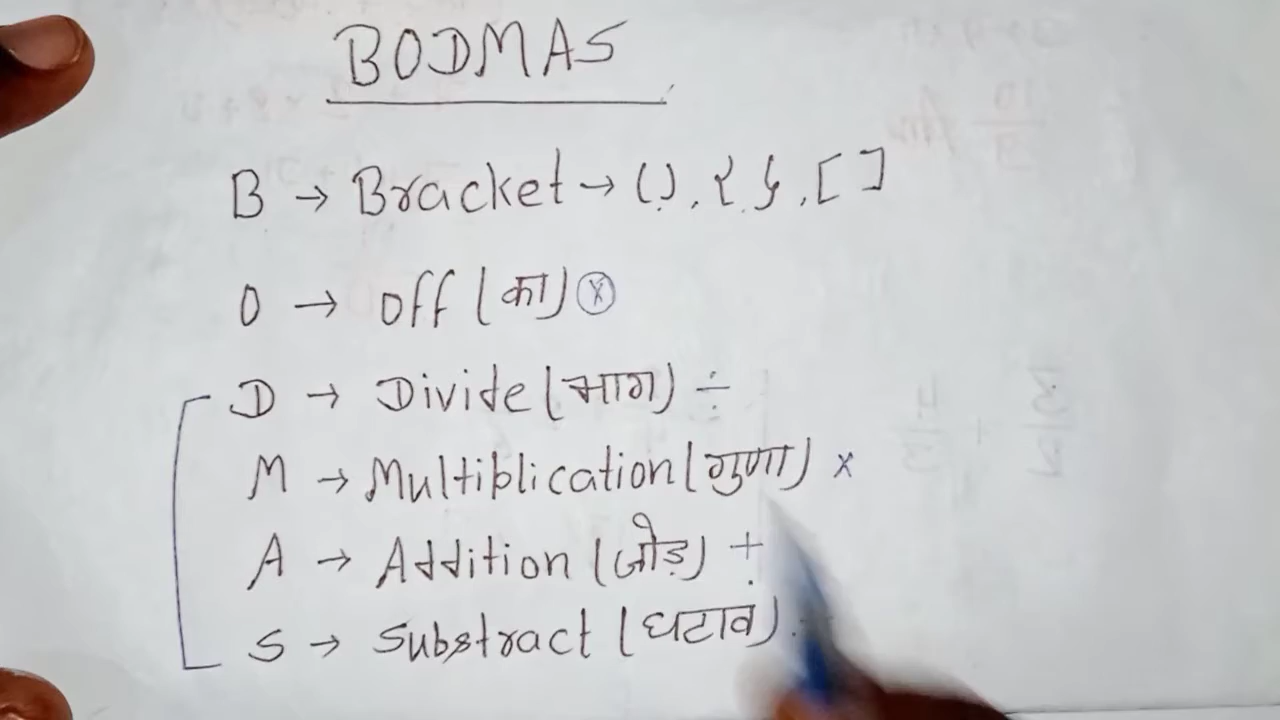 BODMAS
B → Bracket → (), { }, [ ]
O → off (का) ⓧ
D → Divide (भाग) ÷
M → Multiblication (गुणा) ×
A → Addition (जोड़) +
S → Substract (घटाव)